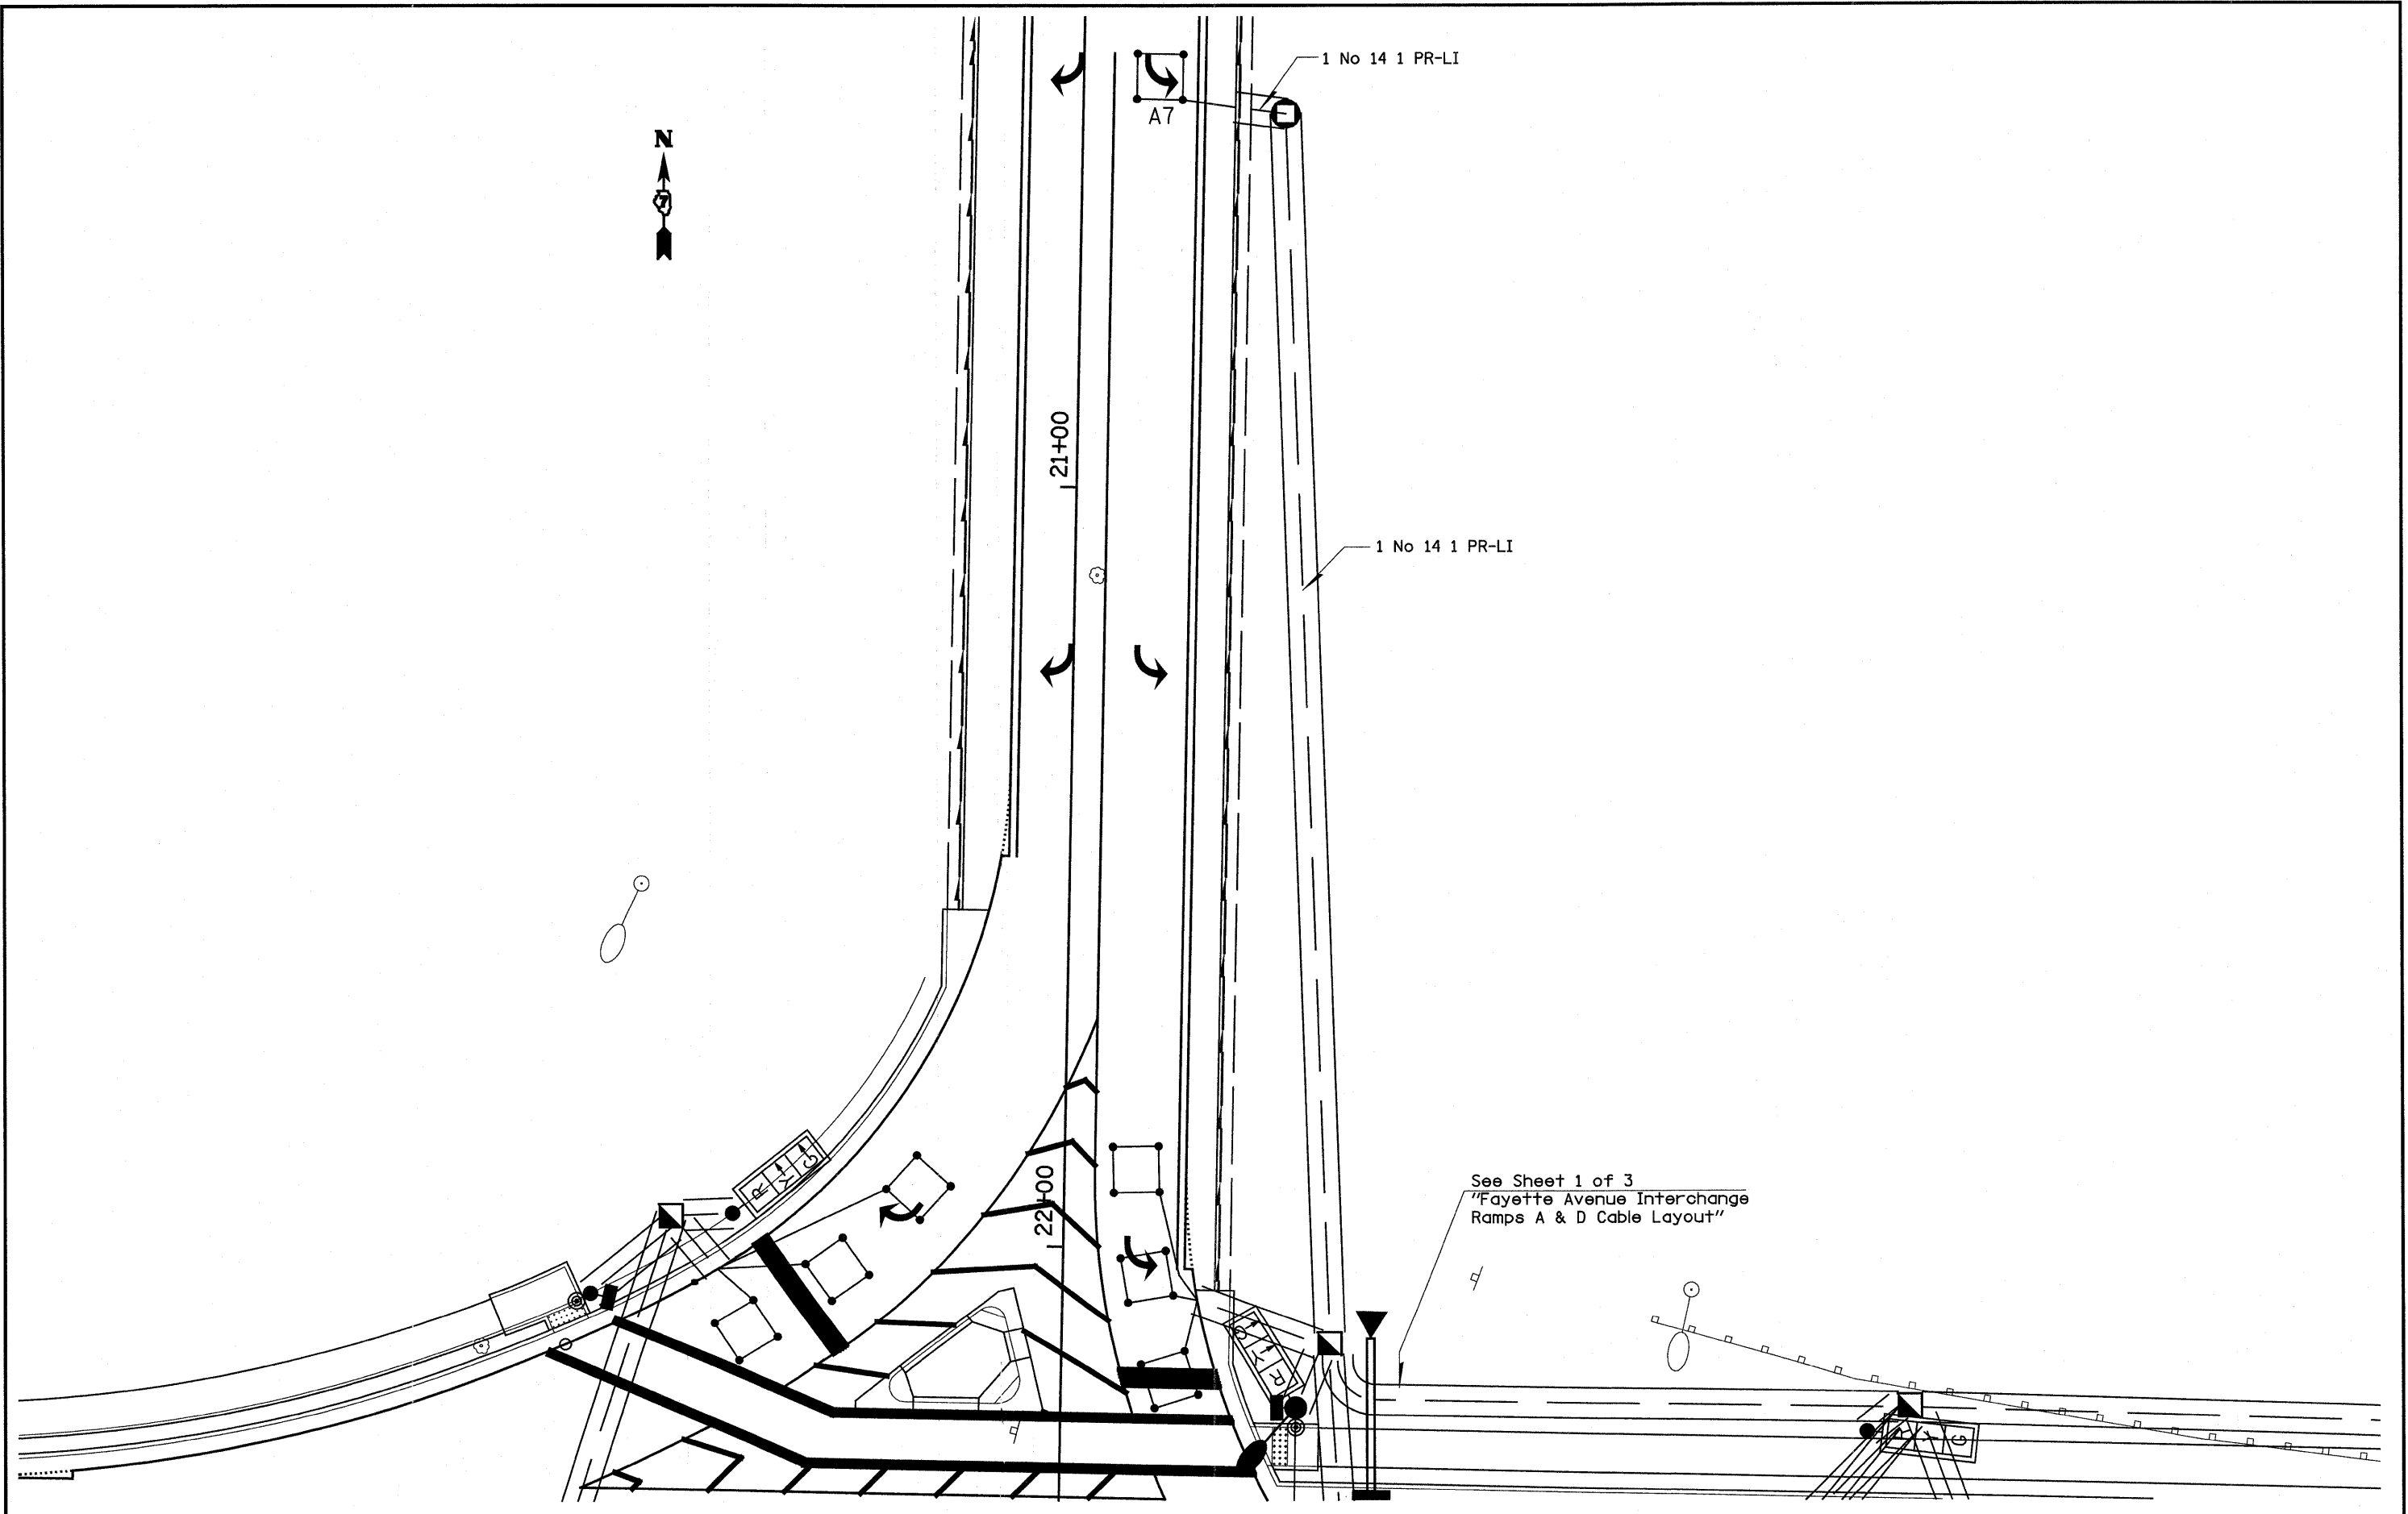 1 No 14 1 PR-LI
A7
N
7
21+00
1 No 14 1 PR-LI
R Y G
22+00
See Sheet 1 of 3
"Fayette Avenue Interchange
Ramps A & D Cable Layout"
G Y R
R Y G